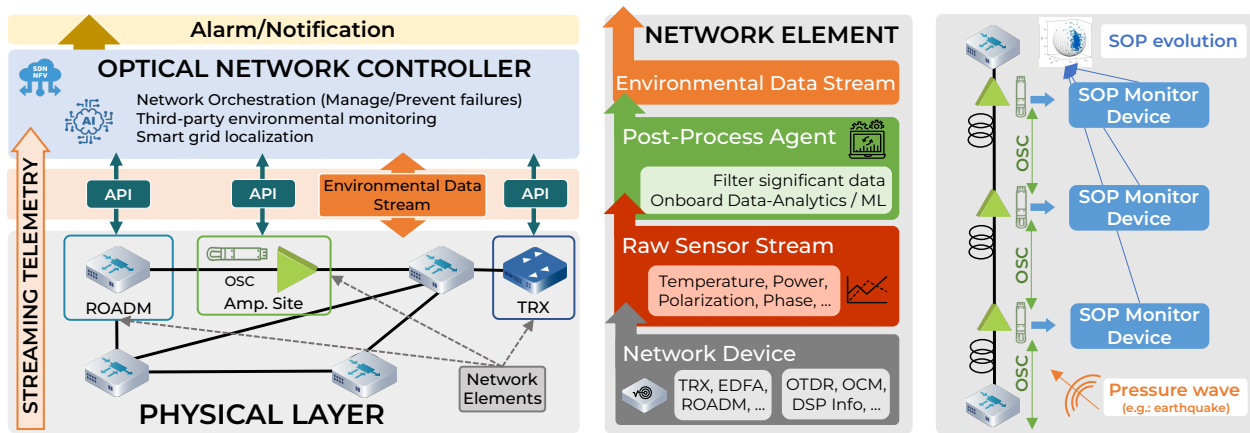 Alarm/Notification
SDN
NFV
OPTICAL NETWORK CONTROLLER
AI
Network Orchestration (Manage/Prevent failures)
Third-party environmental monitoring
Smart grid localization
STREAMING TELEMETRY
API
API
Environmental Data
Stream
API
ROADM
OSC
Amp. Site
TRX
Network
Elements
PHYSICAL LAYER
NETWORK ELEMENT
Environmental Data Stream
Post-Process Agent
Filter significant data
Onboard Data-Analytics / ML
Raw Sensor Stream
Temperature, Power,
Polarization, Phase, ...
Network Device
TRX, EDFA,
ROADM, ...
OTDR, OCM,
DSP Info, ...
SOP evolution
SOP Monitor
Device
OSC
SOP Monitor
Device
OSC
SOP Monitor
Device
OSC
Pressure wave
(e.g.: earthquake)